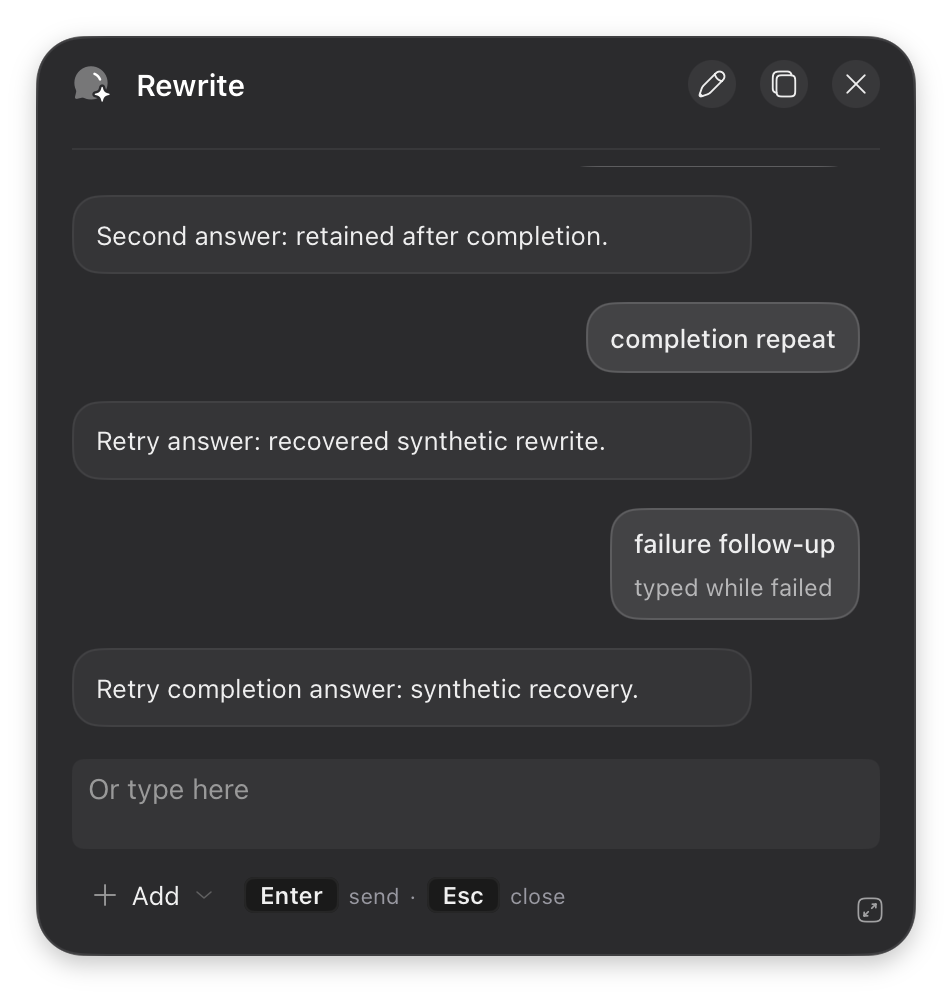 Rewrite
Second answer: retained after completion.
completion repeat
Retry answer: recovered synthetic rewrite.
failure follow-up
typed while failed
Retry completion answer: synthetic recovery.
Or type here
Add Enter send · Esc close